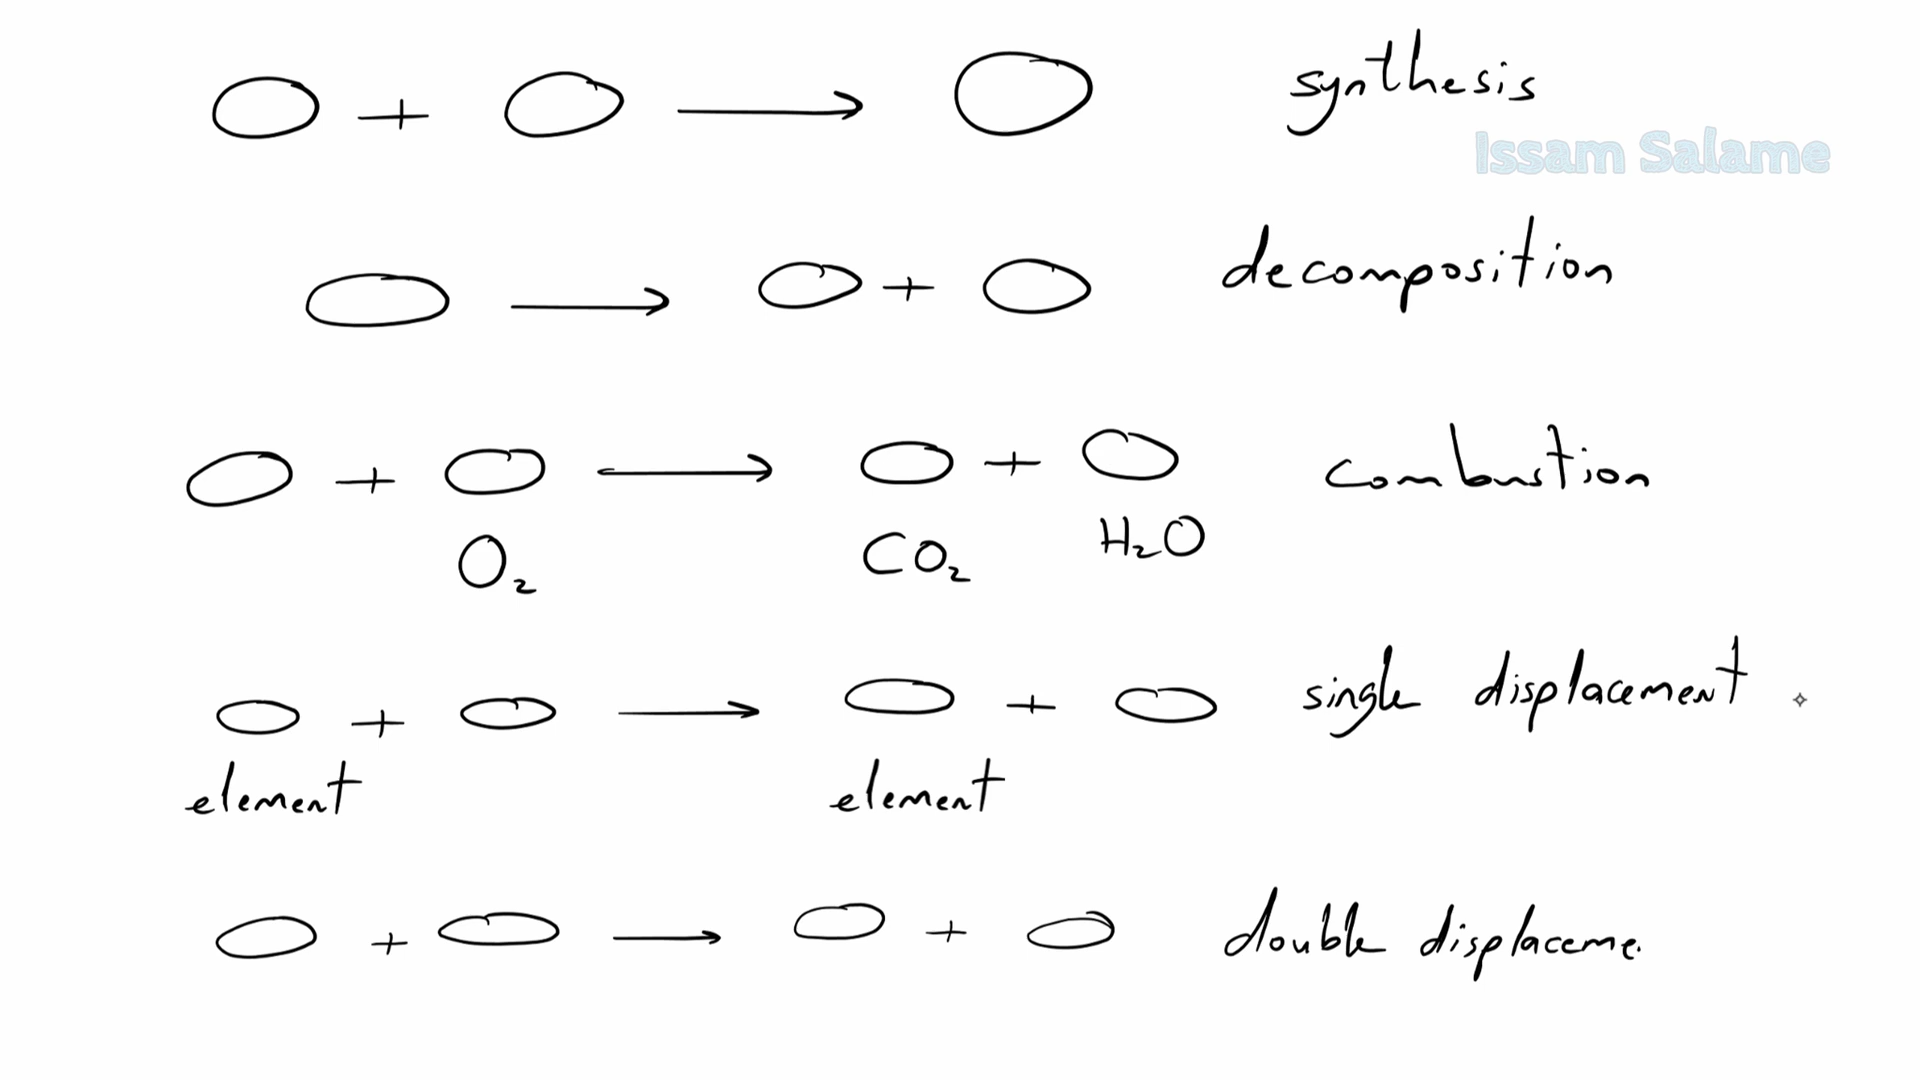 + → synthesis
Issam Salame
→ + decomposition
+ → + combustion
O₂ CO₂ H₂O
+ → + single displacement
element element
+ → + double displaceme